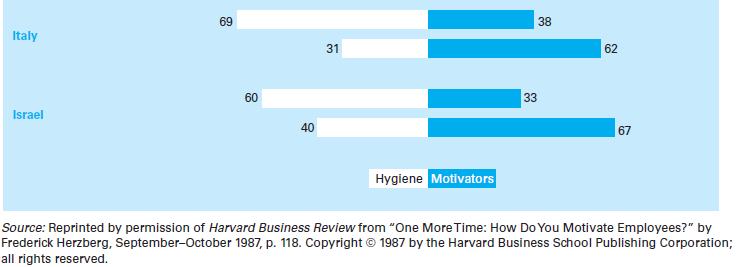 69 38
Italy
31 62
60 33
Israel
40 67
Hygiene Motivators
Source: Reprinted by permission of Harvard Business Review from “One More Time: How Do You Motivate Employees?” by
Frederick Herzberg, September–October 1987, p. 118. Copyright © 1987 by the Harvard Business School Publishing Corporation;
all rights reserved.